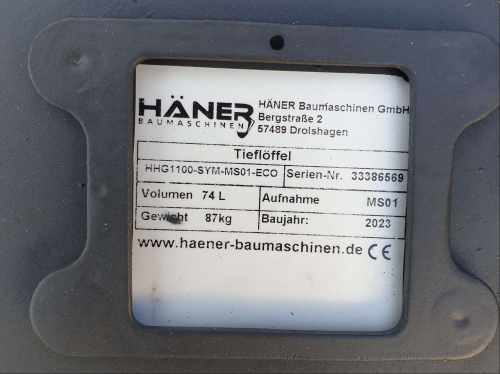 HÄNER
BAUMASCHINEN
HÄNER Baumaschinen GmbH
Bergstraße 2
57489 Drolshagen
Tieflöffel
HHG1100-SYM-MS01-ECO Serien-Nr. 33386569
Volumen 74 L Aufnahme MS01
Gewicht 87kg Baujahr: 2023
www.haener-baumaschinen.de CE